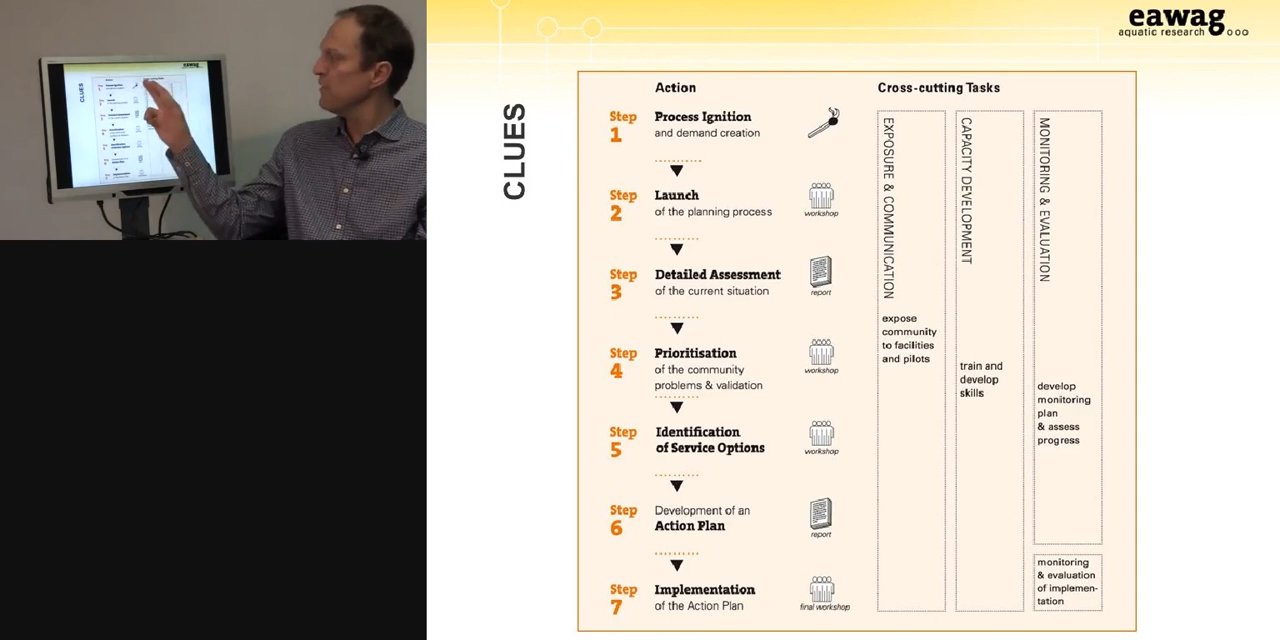 eawag
aquatic research
CLUES
Action
Cross-cutting Tasks
Step 1
Process Ignition
and demand creation
Step 2
Launch
of the planning process
workshop
Step 3
Detailed Assessment
of the current situation
report
Step 4
Prioritisation
of the community
problems & validation
workshop
Step 5
Identification
of Service Options
workshop
Step 6
Development of an
Action Plan
report
Step 7
Implementation
of the Action Plan
final workshop
EXPOSURE & COMMUNICATION
expose
community
to facilities
and pilots
CAPACITY DEVELOPMENT
train and
develop
skills
MONITORING & EVALUATION
develop
monitoring
plan
& assess
progress
monitoring
& evaluation
of implemen-
tation
CLUES